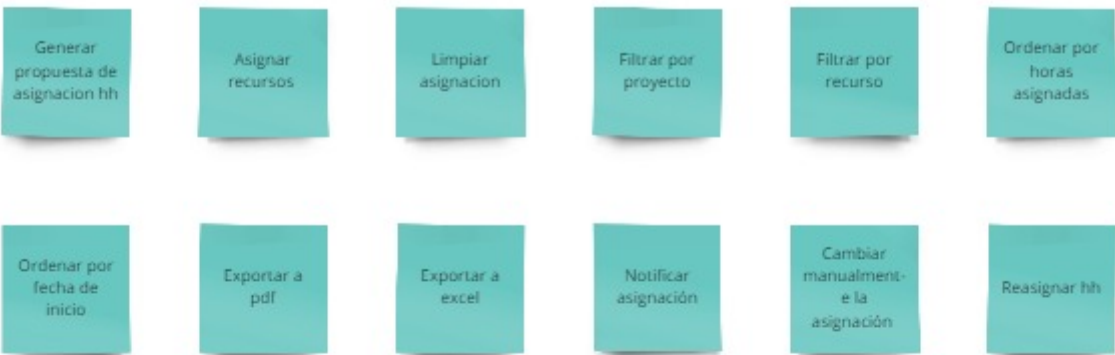 Generar
propuesta de
asignacion hh
Asignar
recursos
Limpiar
asignacion
Filtrar por
proyecto
Filtrar por
recurso
Ordenar por
horas
asignadas
Ordenar por
fecha de
inicio
Exportar a
pdf
Exportar a
excel
Notificar
asignación
Cambiar
manualment-
e la
asignación
Reasignar hh